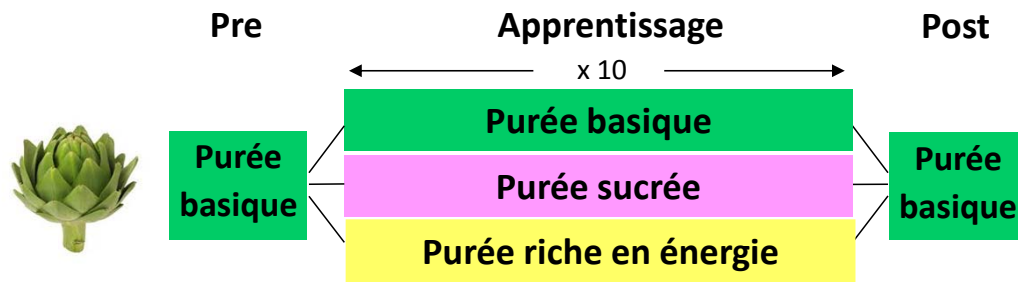 Pre
Apprentissage
Post
x 10
Purée
basique
Purée basique
Purée sucrée
Purée riche en énergie
Purée
basique